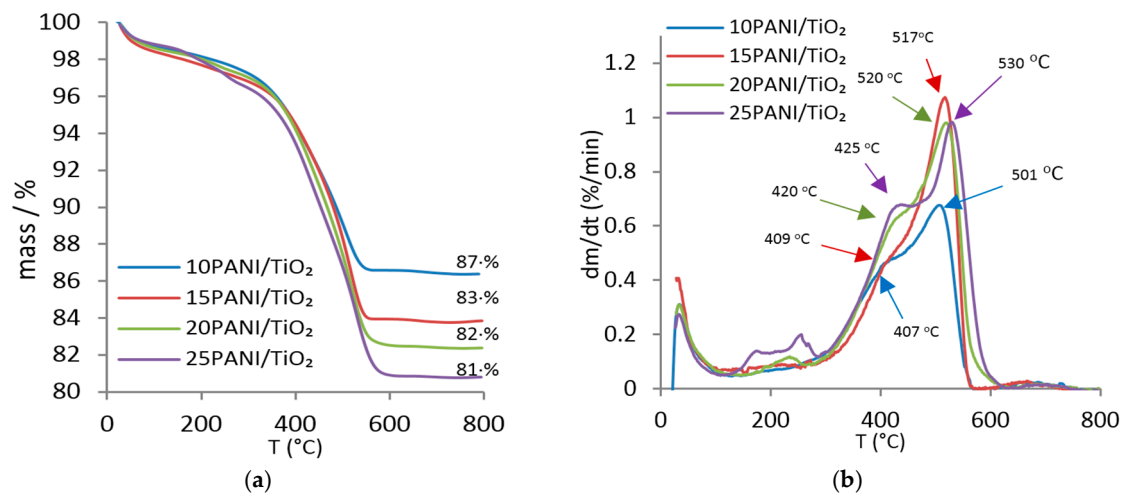 100
98
96
94
92
90
88
86
84
82
80
mass / %
10PANI/TiO₂
15PANI/TiO₂
20PANI/TiO₂
25PANI/TiO₂
87·%
83·%
82·%
81·%
0 200 400 600 800
T (°C)
(a)
10PANI/TiO₂
15PANI/TiO₂
20PANI/TiO₂
25PANI/TiO₂
1.2
1
0.8
0.6
0.4
0.2
0
dm/dt (%/min)
517°C
520 °C
530 °C
425 °C
420 °C
501 °C
409 °C
407 °C
0 200 400 600 800
T (°C)
(b)